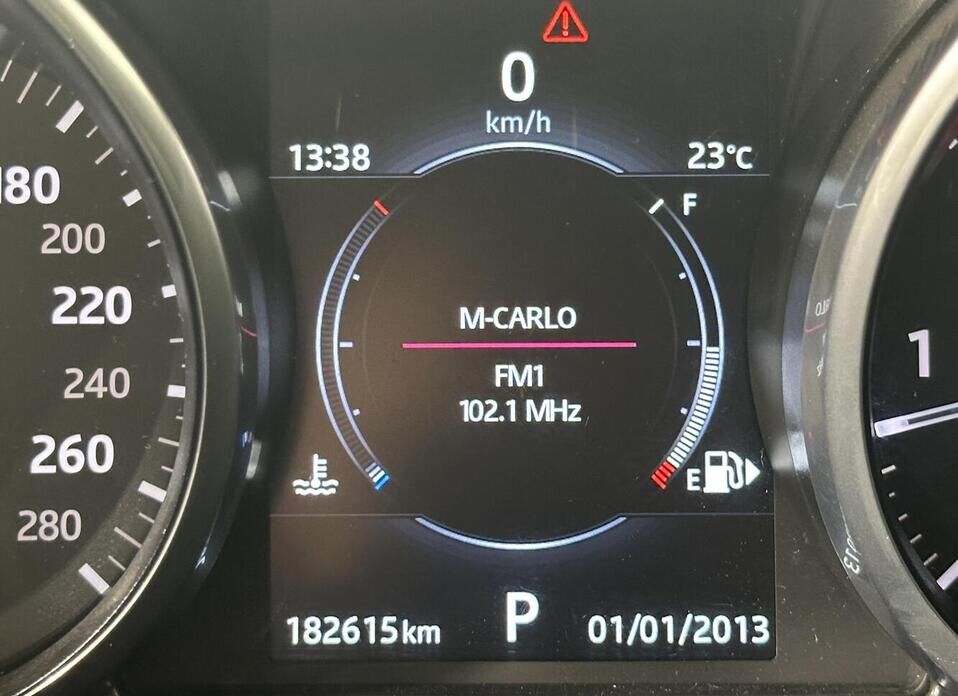 0
km/h
13:38
23°C
180
200
220
240
260
280
F
M-CARLO
FM1
102.1 MHz
E
1
182615km
P
01/01/2013